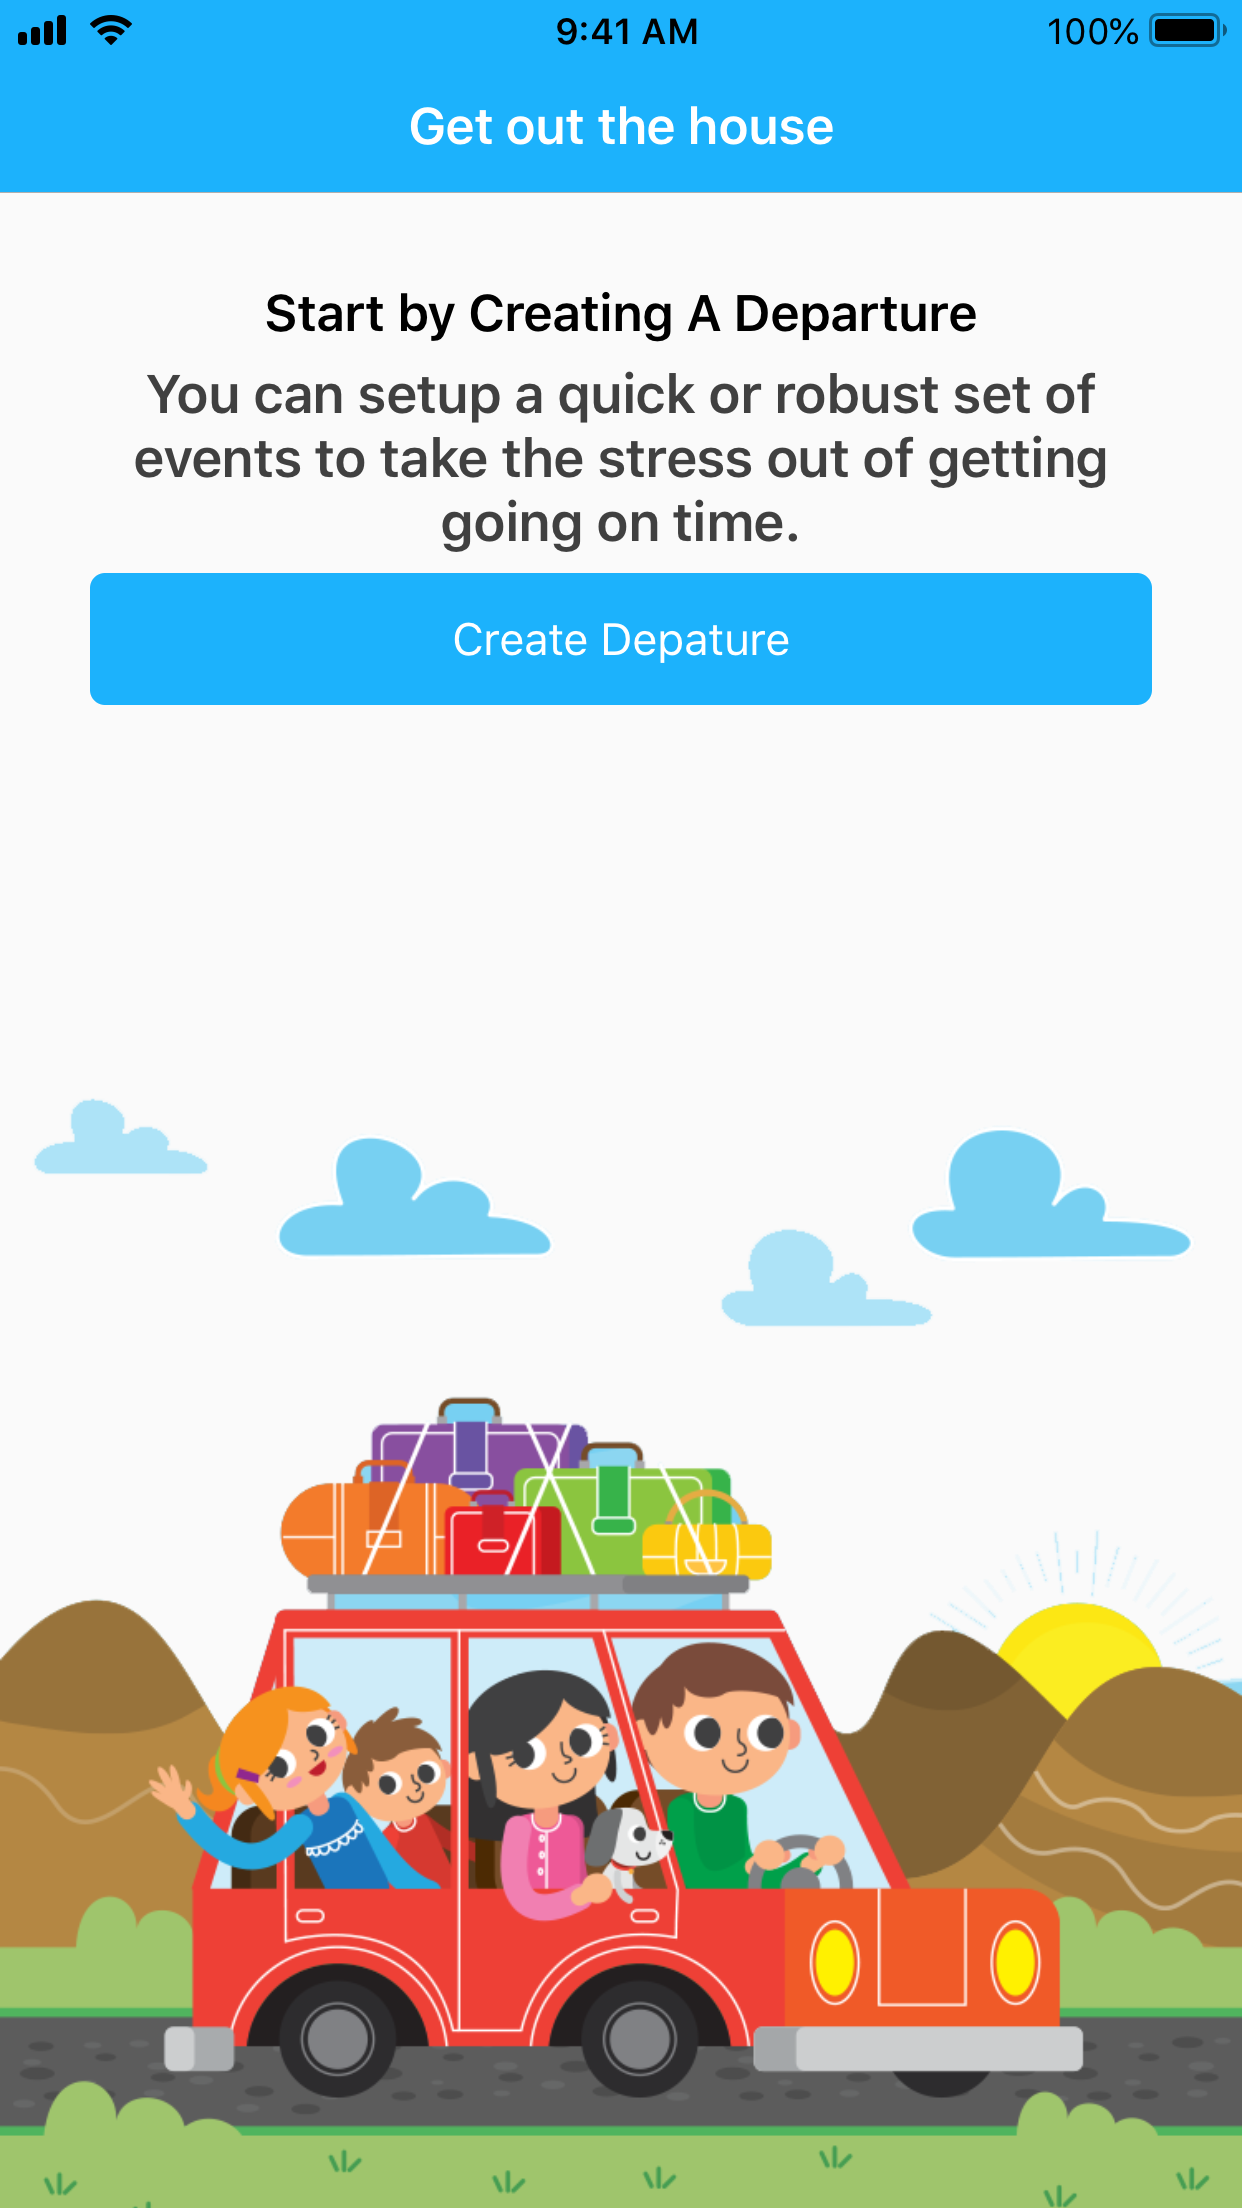 9:41 AM
100%
Get out the house
Start by Creating A Departure
You can setup a quick or robust set of
events to take the stress out of getting
going on time.
Create Depature